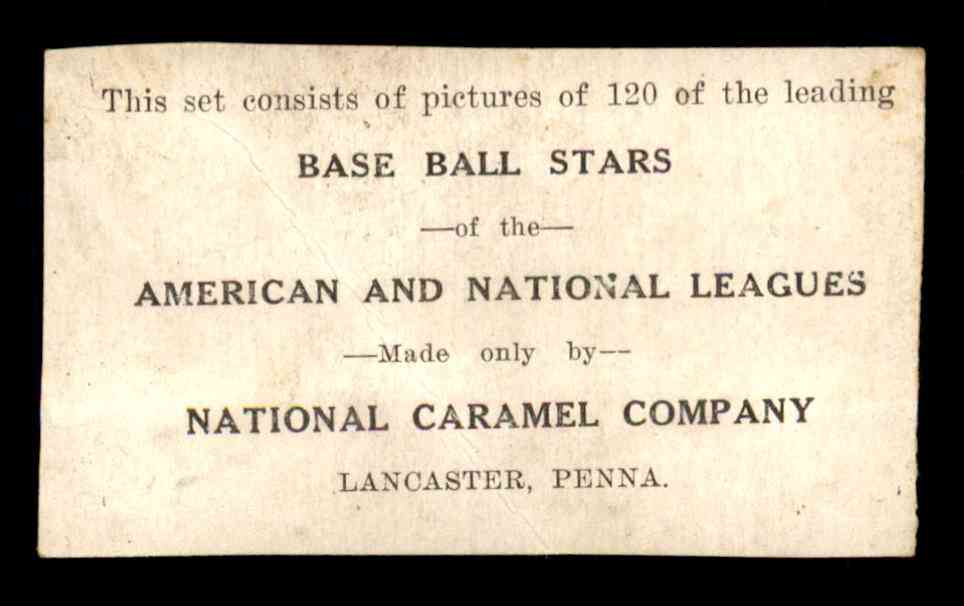 This set consists of pictures of 120 of the leading
BASE BALL STARS
—of the—
AMERICAN AND NATIONAL LEAGUES
—Made only by—
NATIONAL CARAMEL COMPANY
LANCASTER, PENNA.